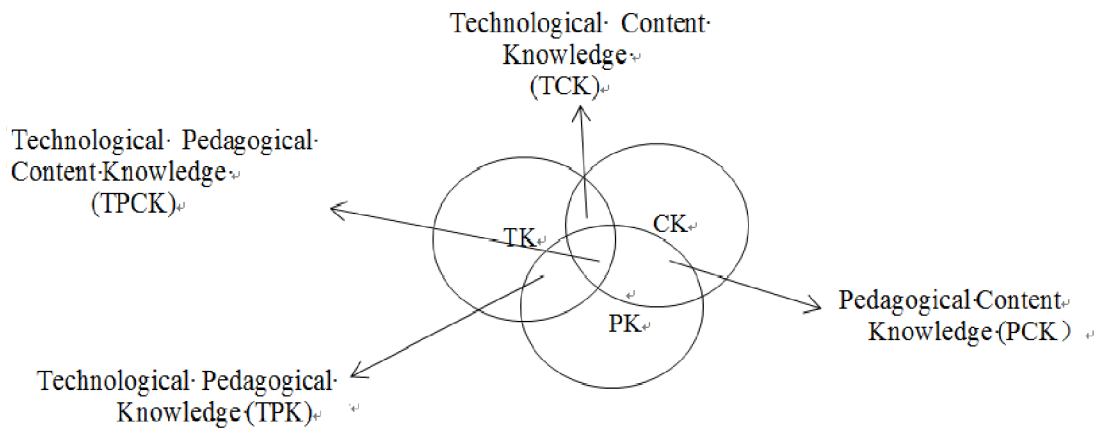 Technological Content
Knowledge
(TCK)
Technological Pedagogical
Content Knowledge
(TPCK)
TK
CK
PK
Pedagogical Content
Knowledge (PCK）
Technological Pedagogical
Knowledge (TPK)